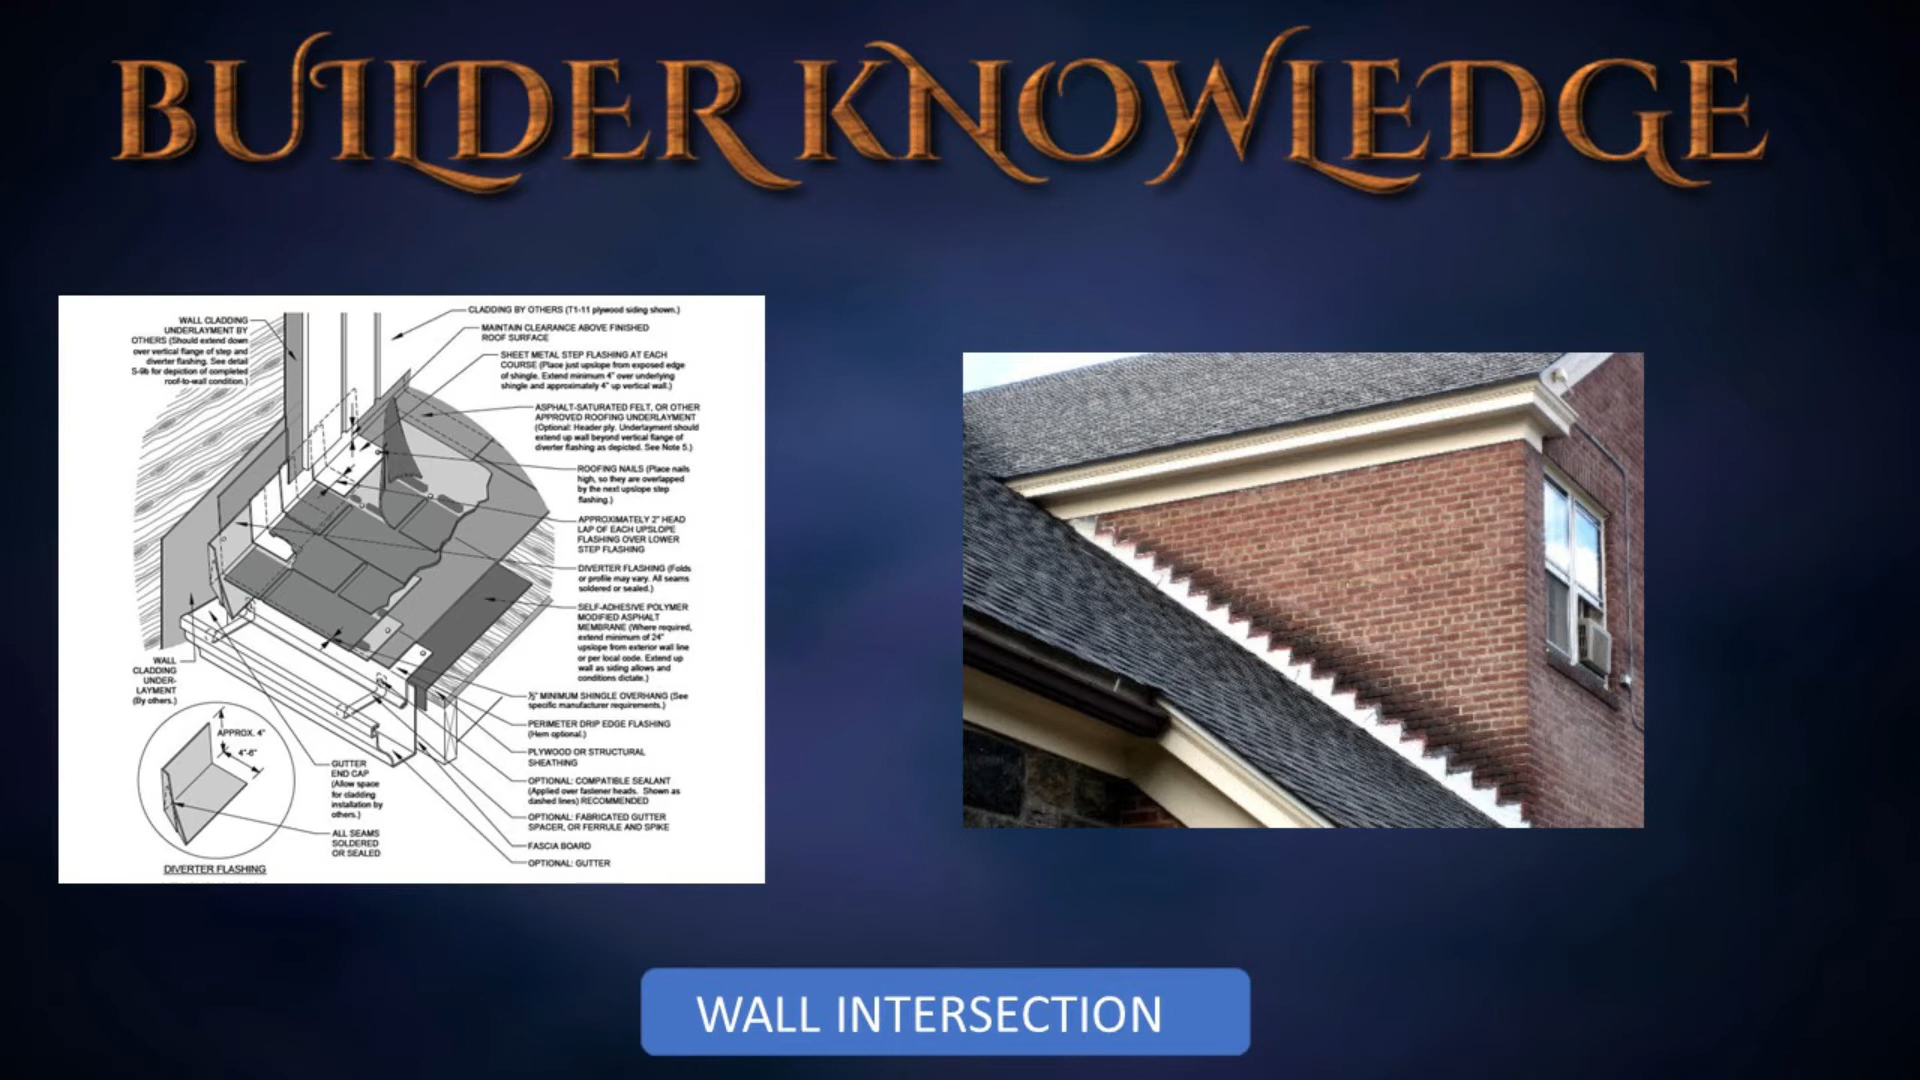 BUILDER KNOWLEDGE
WALL CLADDING
UNDERLAYMENT BY
OTHERS (Should extend down
over vertical flange of step and
diverter flashing. See detail
S-9b for depiction of completed
roof-to-wall condition.)
CLADDING BY OTHERS (T1-11 plywood siding shown.)
MAINTAIN CLEARANCE ABOVE FINISHED
ROOF SURFACE
SHEET METAL STEP FLASHING AT EACH
COURSE (Place just upslope from exposed edge
of shingle. Extend minimum 4" over underlying
shingle and approximately 4" up vertical wall.)
ASPHALT-SATURATED FELT, OR OTHER
APPROVED ROOFING UNDERLAYMENT
(Optional: Header ply. Underlayment should
extend up wall beyond vertical flange of
diverter flashing as depicted. See Note 5.)
ROOFING NAILS (Place nails
high, so they are overlapped
by the next upslope step
flashing.)
APPROXIMATELY 2" HEAD
LAP OF EACH UPSLOPE
FLASHING OVER LOWER
STEP FLASHING
DIVERTER FLASHING (Folds
or profile may vary. All seams
soldered or sealed.)
SELF-ADHESIVE POLYMER
MODIFIED ASPHALT
MEMBRANE (Where required,
extend minimum of 24"
upslope from exterior wall line
or per local code. Extend up
wall as siding allows and
conditions dictate.)
½" MINIMUM SHINGLE OVERHANG (See
specific manufacturer requirements.)
PERIMETER DRIP EDGE FLASHING
(Hem optional.)
PLYWOOD OR STRUCTURAL
SHEATHING
OPTIONAL: COMPATIBLE SEALANT
(Applied over fastener heads. Shown as
dashed lines) RECOMMENDED
OPTIONAL: FABRICATED GUTTER
SPACER, OR FERRULE AND SPIKE
FASCIA BOARD
OPTIONAL: GUTTER
WALL
CLADDING
UNDER-
LAYMENT
(By others.)
APPROX. 4"
4"-6"
GUTTER
END CAP
(Allow space
for cladding
installation by
others.)
ALL SEAMS
SOLDERED
OR SEALED
DIVERTER FLASHING
WALL INTERSECTION